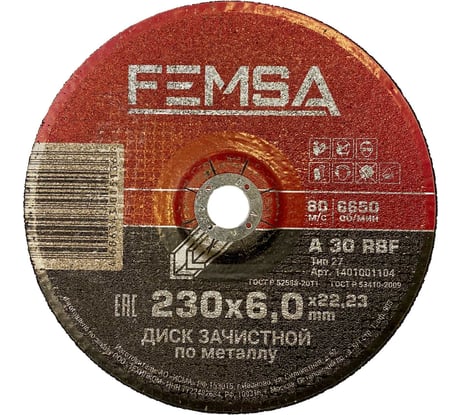 FEMSA
80 6650
м/с об/мин
A 30 RBF
Тип 27
Арт. 1401001104
ГОСТ Р 52588-2011 ГОСТ Р 53410-2009
EAC 230x6,0 x22,23 mm
ДИСК ЗАЧИСТНОЙ
по металлу